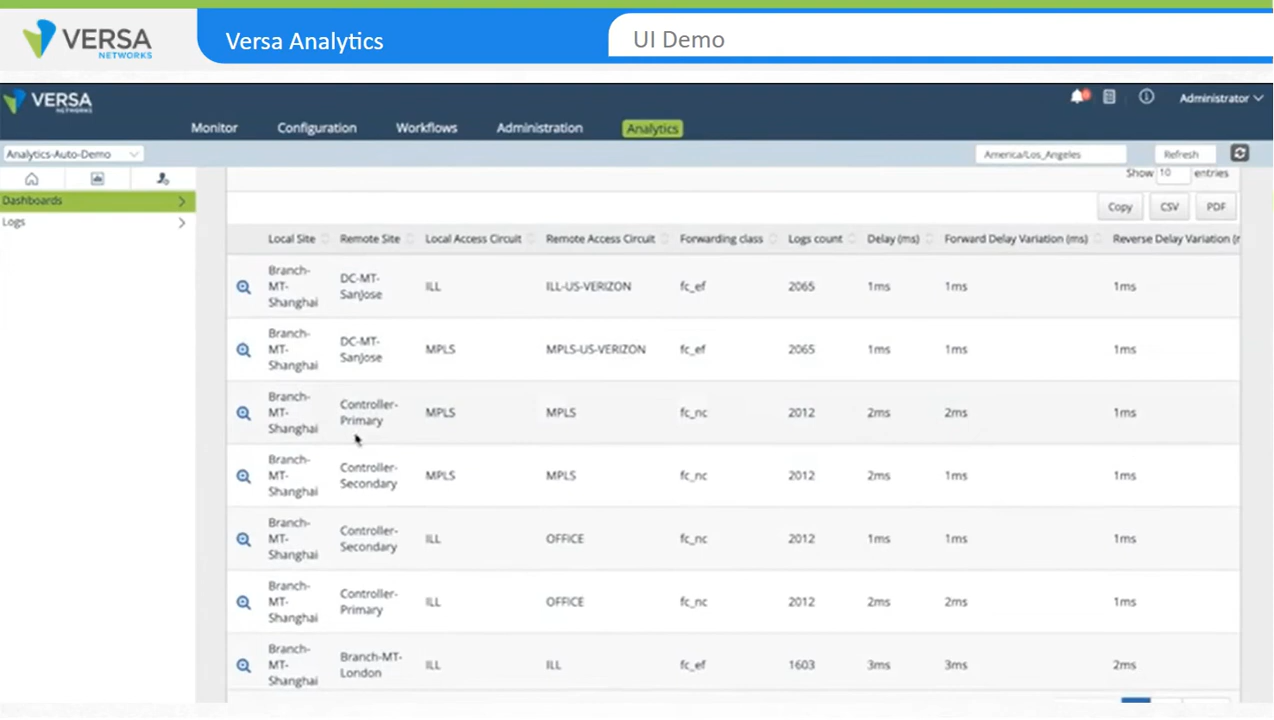 VERSA
NETWORKS
Versa Analytics
UI Demo
VERSA
NETWORKS
Administrator
Monitor Configuration Workflows Administration Analytics
Analytics-Auto-Demo
America/Los_Angeles
Refresh
Show 10 entries
Dashboards
Logs
Copy CSV PDF
Local Site Remote Site Local Access Circuit Remote Access Circuit Forwarding class Logs count Delay (ms) Forward Delay Variation (ms) Reverse Delay Variation
Branch-
MT-
Shanghai
DC-MT-
SanJose
ILL ILL-US-VERIZON fc_ef 2065 1ms 1ms 1ms
Branch-
MT-
Shanghai
DC-MT-
SanJose
MPLS MPLS-US-VERIZON fc_ef 2065 1ms 1ms 1ms
Branch-
MT-
Shanghai
Controller-
Primary
MPLS MPLS fc_nc 2012 2ms 2ms 1ms
Branch-
MT-
Shanghai
Controller-
Secondary
MPLS MPLS fc_nc 2012 2ms 1ms 1ms
Branch-
MT-
Shanghai
Controller-
Secondary
ILL OFFICE fc_nc 2012 1ms 1ms 1ms
Branch-
MT-
Shanghai
Controller-
Primary
ILL OFFICE fc_nc 2012 2ms 2ms 1ms
Branch-
MT-
Shanghai
Branch-MT-
London
ILL ILL fc_ef 1603 3ms 3ms 2ms